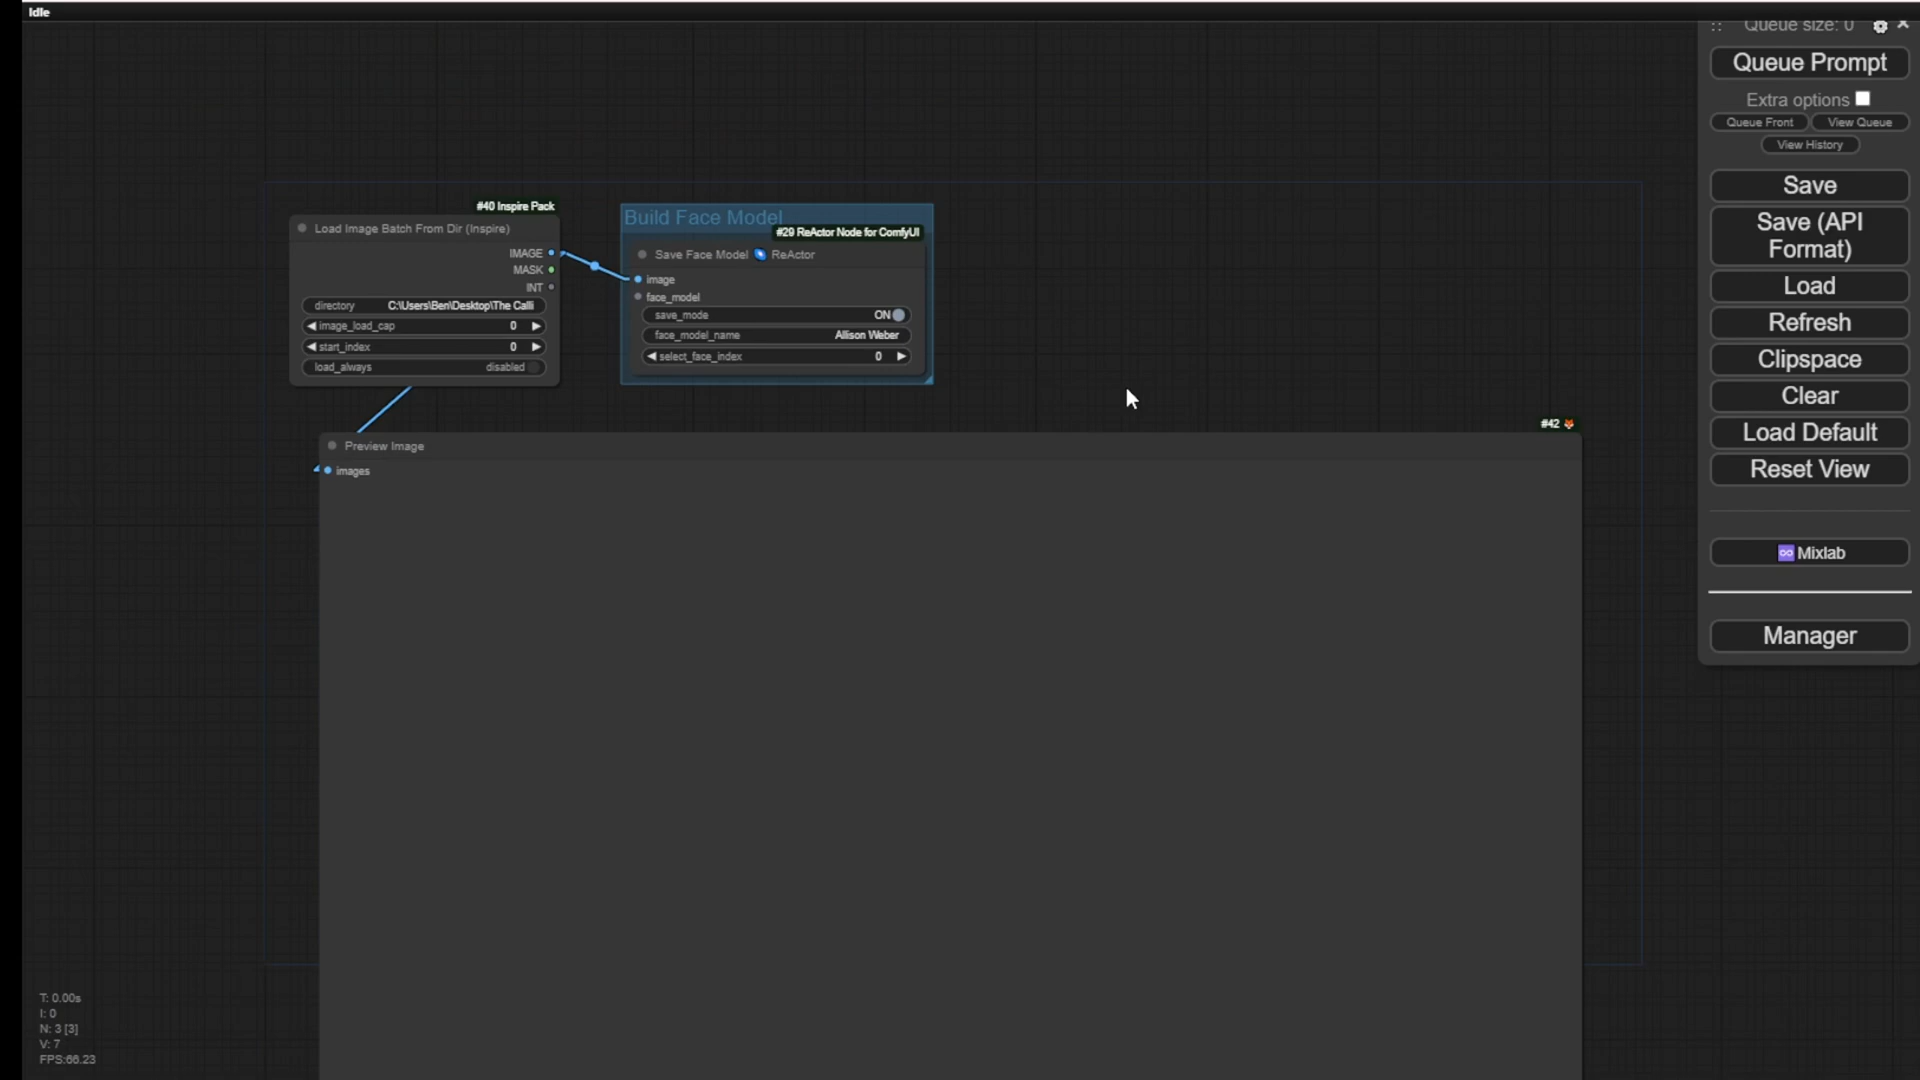 Idle
Queue size: 0
Queue Prompt
Extra options
Queue Front
View Queue
View History
Save
Save (API
Format)
Load
Refresh
Clipspace
Clear
Load Default
Reset View
Mixlab
Manager
#40 Inspire Pack
Load Image Batch From Dir (Inspire)
IMAGE
MASK
INT
directory C:\Users\Ben\Desktop\The Calli
image_load_cap 0
start_index 0
load_always disabled
Build Face Model
#29 ReActor Node for ComfyUI
Save Face Model ReActor
image
face_model
save_mode ON
face_model_name Allison Weber
select_face_index 0
#42
Preview Image
images
T: 0.00s
I: 0
N: 3 [3]
V: 7
FPS:66.23